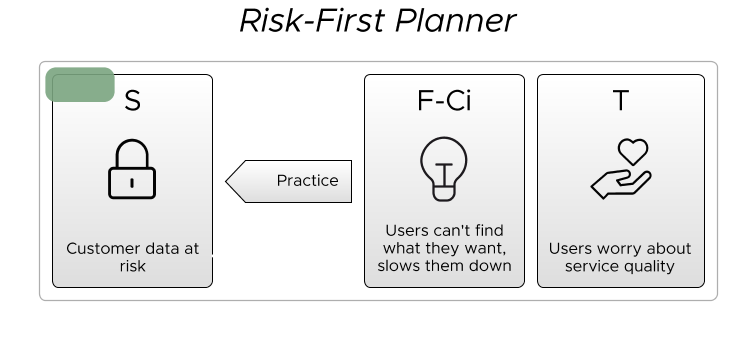 Risk-First Planner
S
Customer data at
risk
Practice
F-Ci
Users can't find
what they want,
slows them down
T
Users worry about
service quality